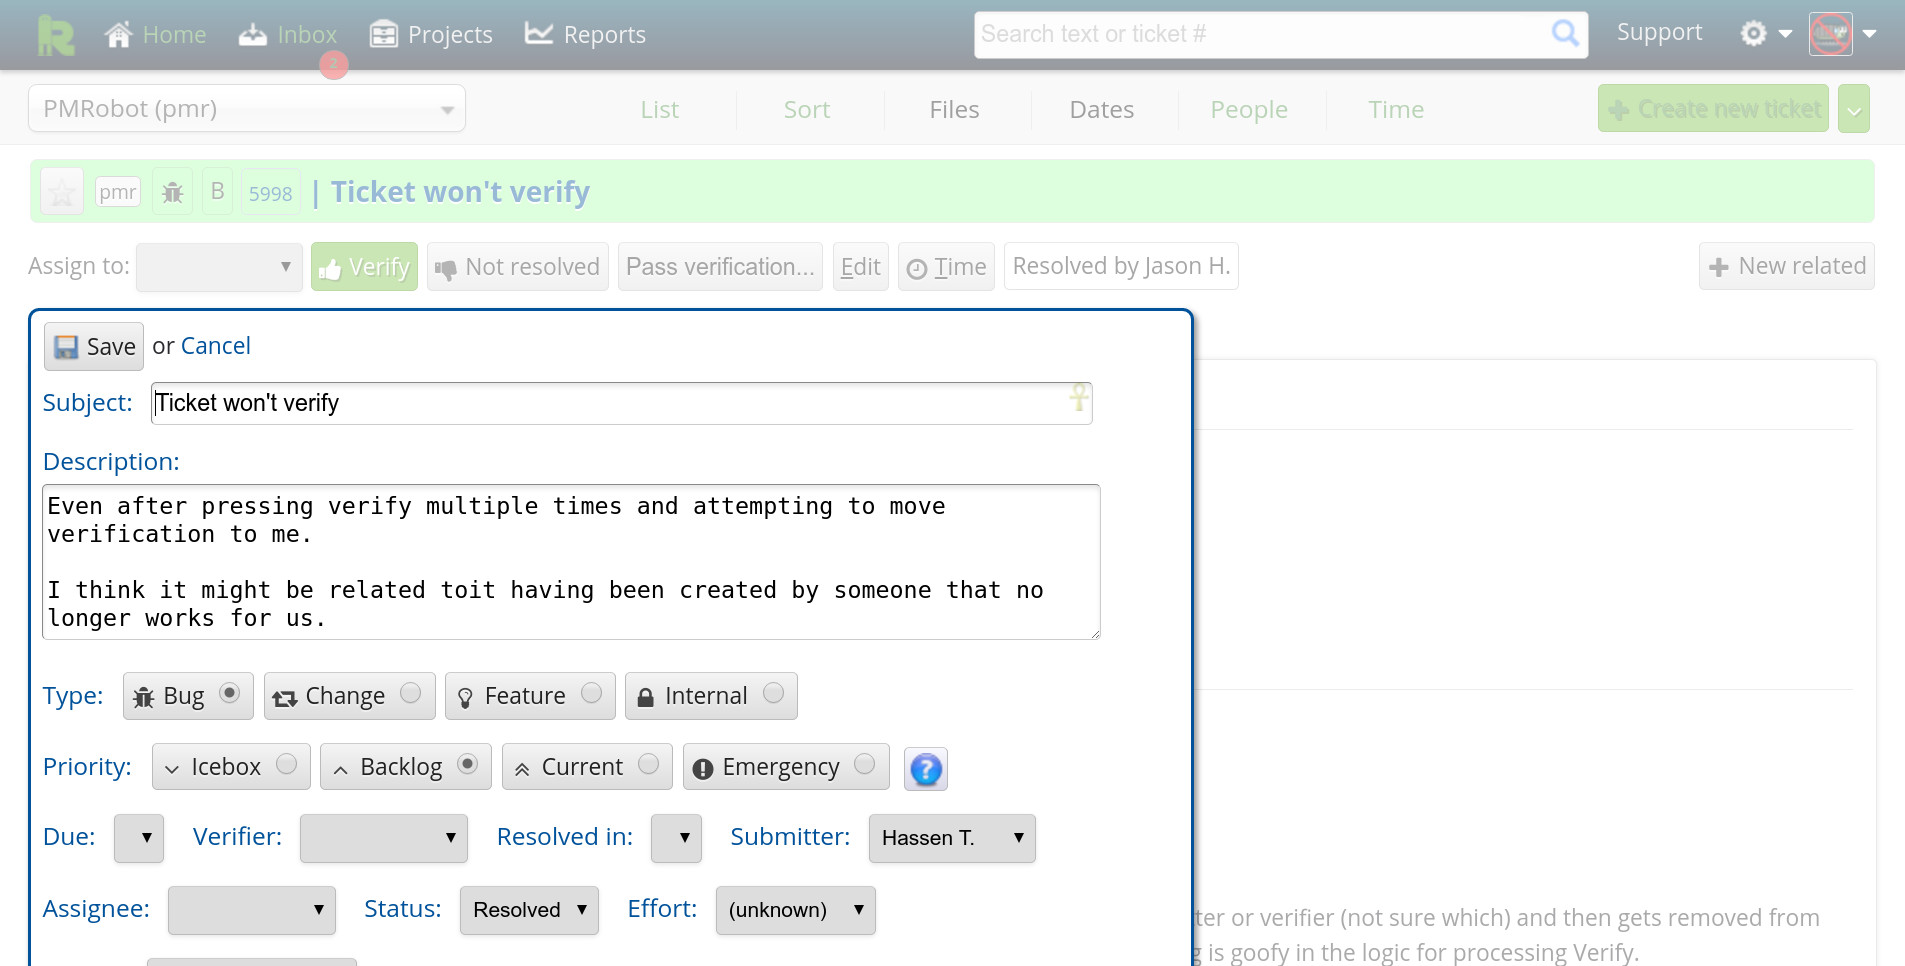 Home Inbox Projects Reports Search text or ticket # Support
2
PMRobot (pmr) List Sort Files Dates People Time Create new ticket
pmr B 5998 | Ticket won't verify
Assign to: Verify Not resolved Pass verification... Edit Time Resolved by Jason H. New related
Save or Cancel
Subject: Ticket won't verify
Description:
Even after pressing verify multiple times and attempting to move
verification to me.
I think it might be related toit having been created by someone that no
longer works for us.
Type: Bug Change Feature Internal
Priority: Icebox Backlog Current Emergency ?
Due: Verifier: Resolved in: Submitter: Hassen T.
Assignee: Status: Resolved Effort: (unknown)
ter or verifier (not sure which) and then gets removed from
g is goofy in the logic for processing Verify.